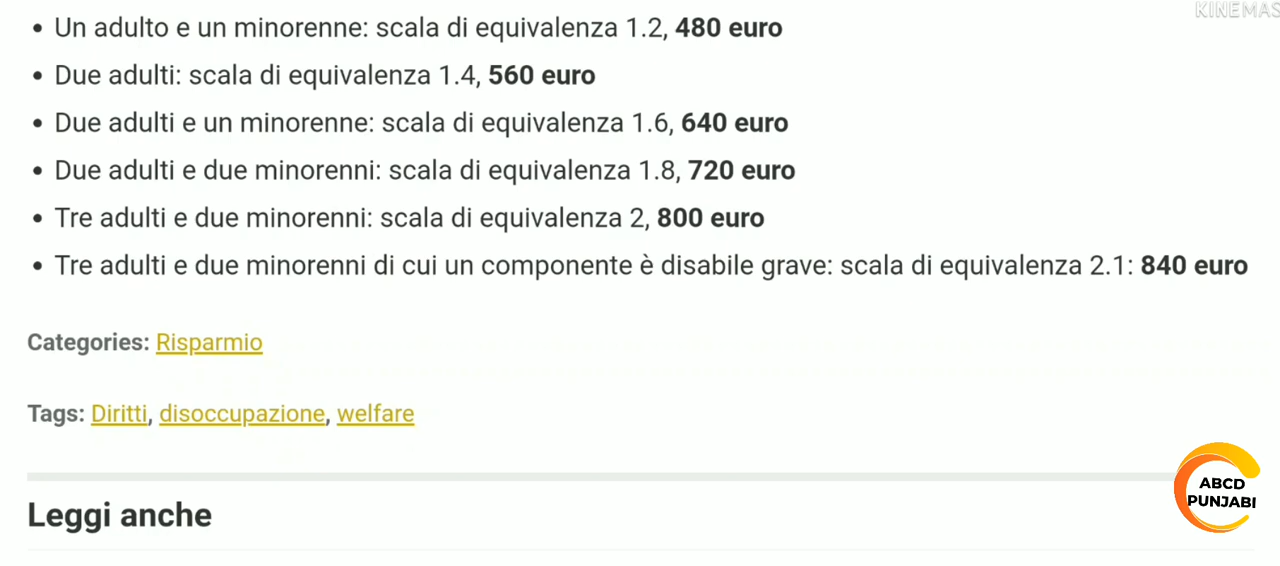 KINEMAS
• Un adulto e un minorenne: scala di equivalenza 1.2, 480 euro
• Due adulti: scala di equivalenza 1.4, 560 euro
• Due adulti e un minorenne: scala di equivalenza 1.6, 640 euro
• Due adulti e due minorenni: scala di equivalenza 1.8, 720 euro
• Tre adulti e due minorenni: scala di equivalenza 2, 800 euro
• Tre adulti e due minorenni di cui un componente è disabile grave: scala di equivalenza 2.1: 840 euro
Categories: Risparmio
Tags: Diritti, disoccupazione, welfare
ABCD
PUNJABI
Leggi anche